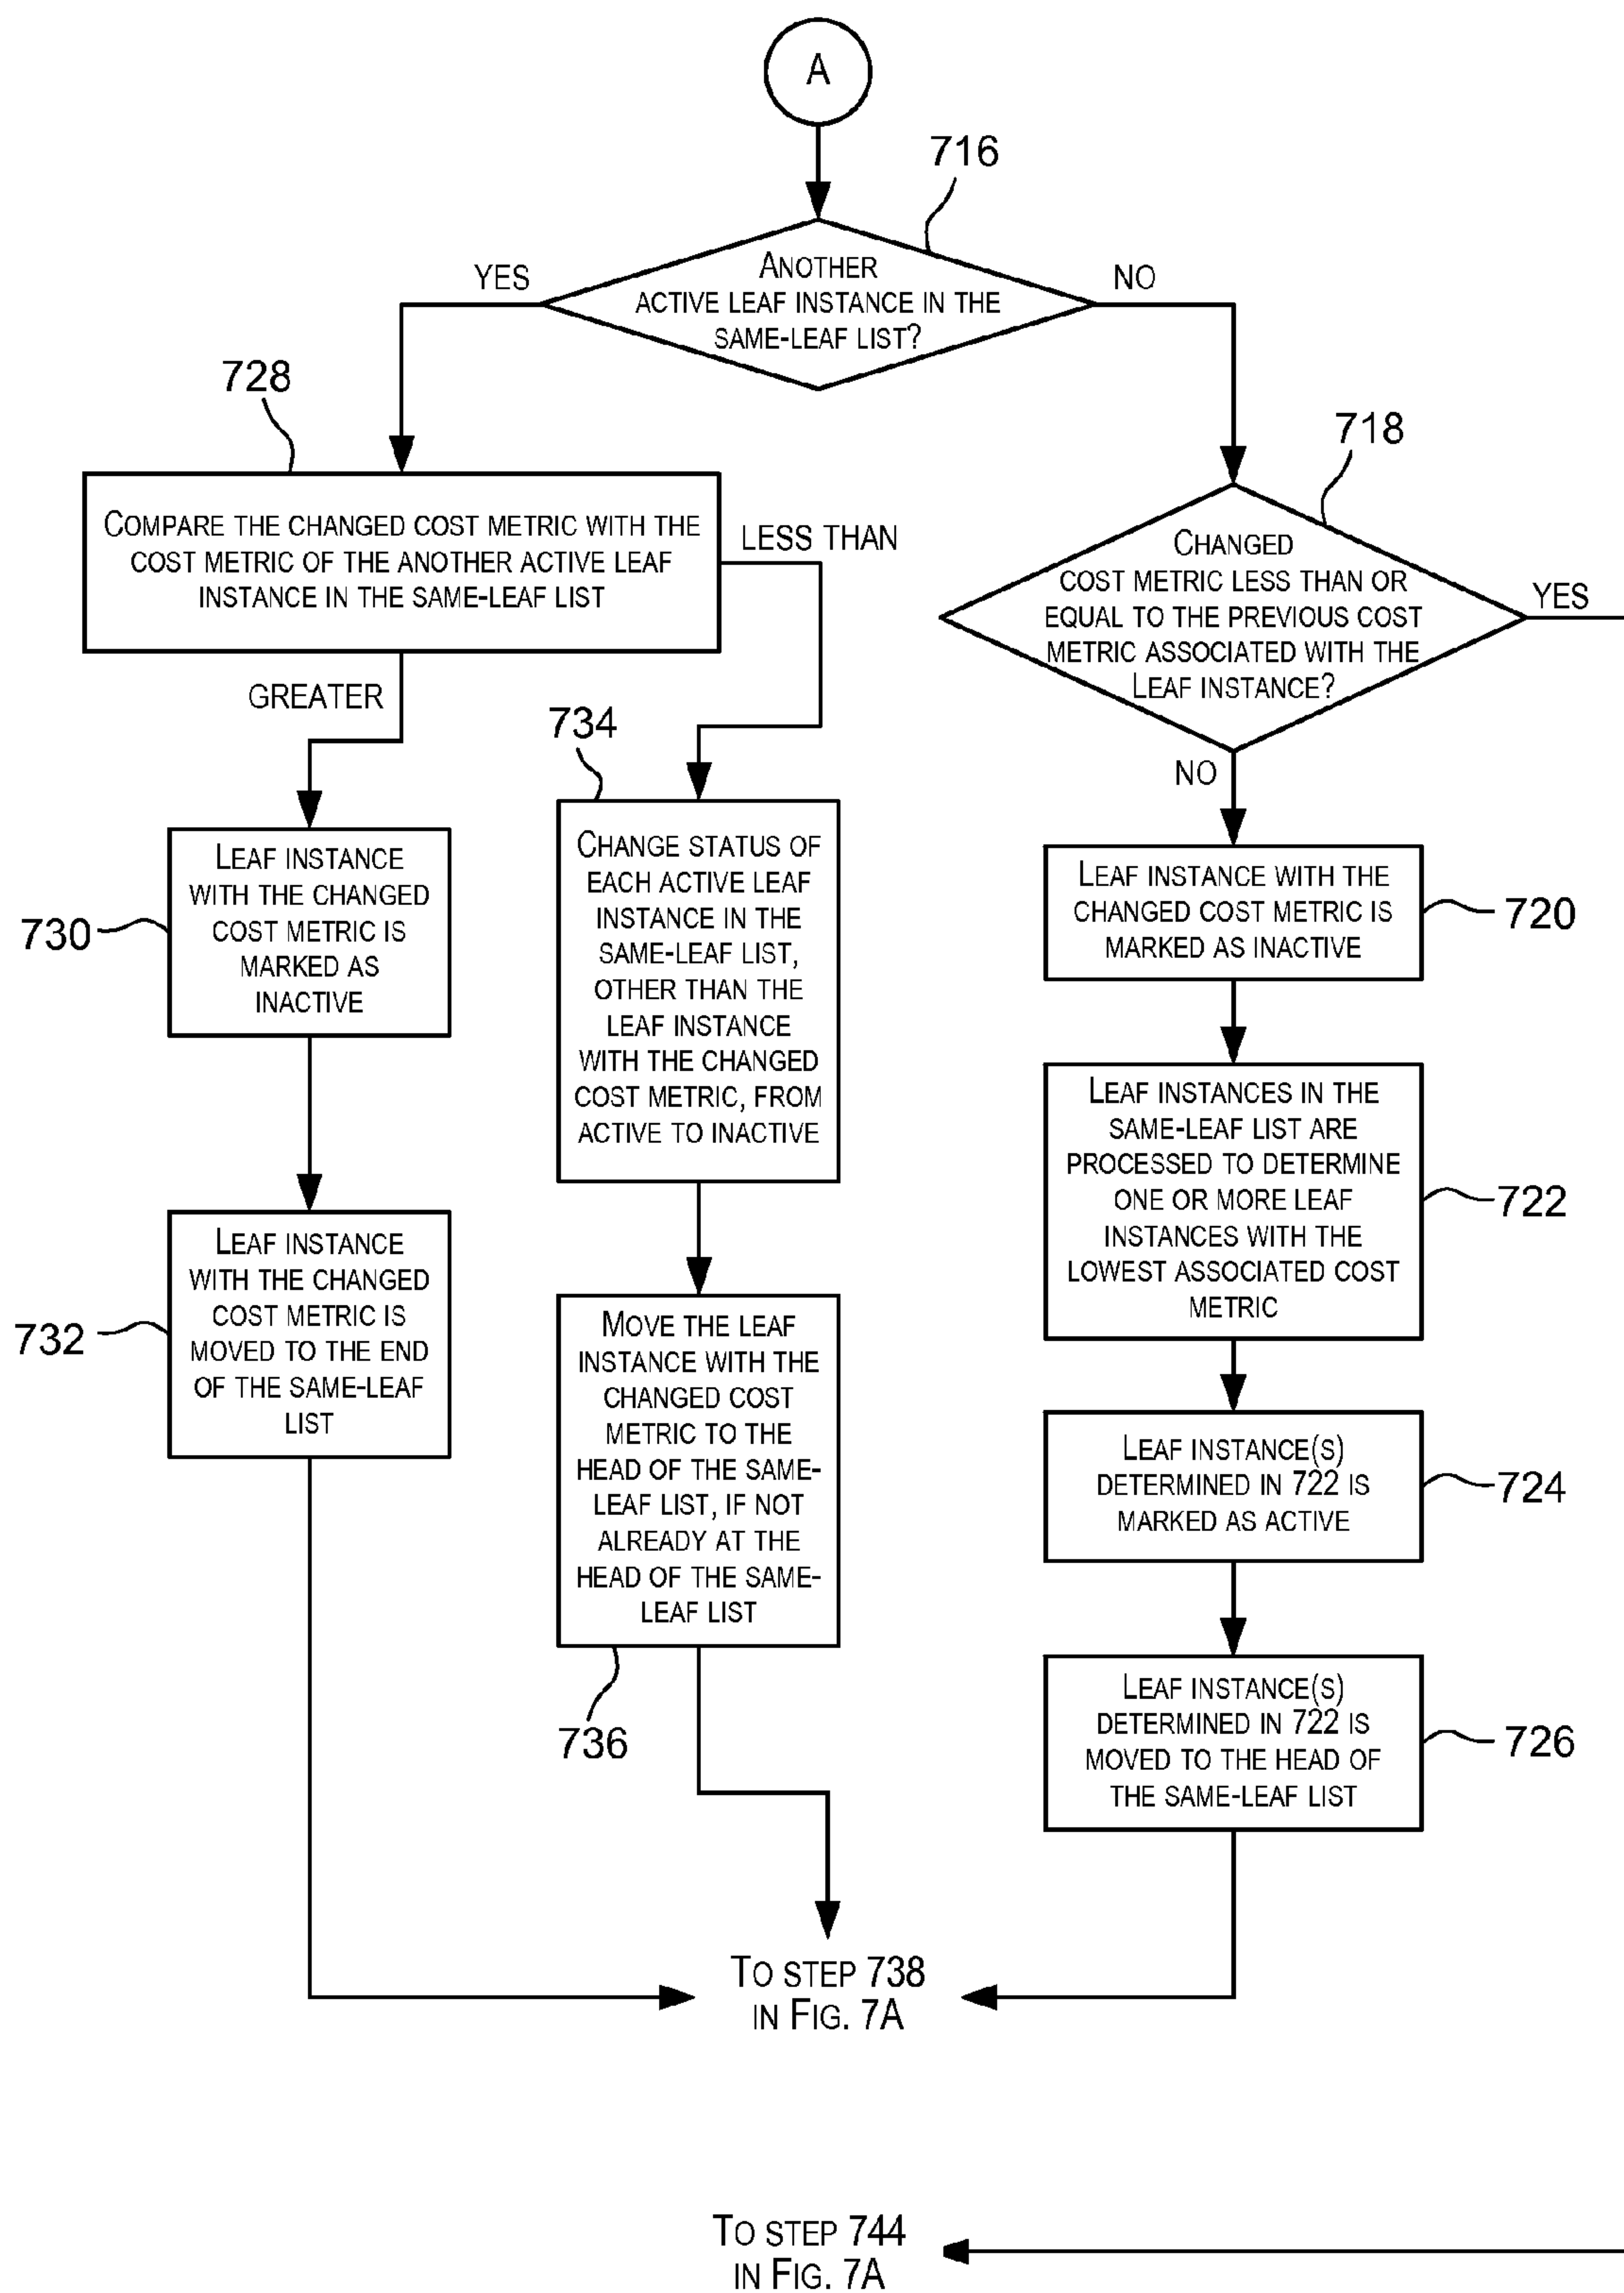 A
716
YES
ANOTHER
ACTIVE LEAF INSTANCE IN THE
SAME-LEAF LIST?
NO
728
COMPARE THE CHANGED COST METRIC WITH THE
COST METRIC OF THE ANOTHER ACTIVE LEAF
INSTANCE IN THE SAME-LEAF LIST
LESS THAN
GREATER
718
CHANGED
COST METRIC LESS THAN OR
EQUAL TO THE PREVIOUS COST
METRIC ASSOCIATED WITH THE
LEAF INSTANCE?
YES
NO
730
LEAF INSTANCE
WITH THE CHANGED
COST METRIC IS
MARKED AS
INACTIVE
732
LEAF INSTANCE
WITH THE CHANGED
COST METRIC IS
MOVED TO THE END
OF THE SAME-LEAF
LIST
734
CHANGE STATUS OF
EACH ACTIVE LEAF
INSTANCE IN THE
SAME-LEAF LIST,
OTHER THAN THE
LEAF INSTANCE
WITH THE CHANGED
COST METRIC, FROM
ACTIVE TO INACTIVE
MOVE THE LEAF
INSTANCE WITH THE
CHANGED COST
METRIC TO THE
HEAD OF THE SAME-
LEAF LIST, IF NOT
ALREADY AT THE
HEAD OF THE SAME-
LEAF LIST
736
LEAF INSTANCE WITH THE
CHANGED COST METRIC IS
MARKED AS INACTIVE
720
LEAF INSTANCES IN THE
SAME-LEAF LIST ARE
PROCESSED TO DETERMINE
ONE OR MORE LEAF
INSTANCES WITH THE
LOWEST ASSOCIATED COST
METRIC
722
LEAF INSTANCE(S)
DETERMINED IN 722 IS
MARKED AS ACTIVE
724
LEAF INSTANCE(S)
DETERMINED IN 722 IS
MOVED TO THE HEAD OF
THE SAME-LEAF LIST
726
TO STEP 738
IN FIG. 7A
TO STEP 744
IN FIG. 7A